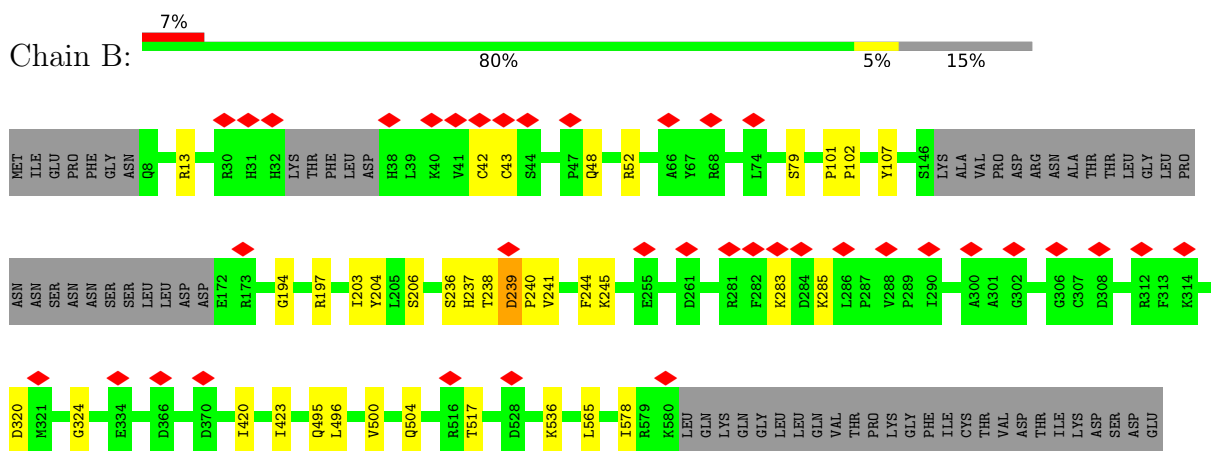 7%
Chain B:
80% 5% 15%
MET ILE GLU PRO PHE GLY ASN Q8 R13 R30 H31 H32 LYS THR PHE LEU ASP H38 L39 K40 V41 C42 C43 S44 P47 Q48 R52 A66 Y67 R68 L74 S79 P101 P102 Y107 S146 LYS ALA VAL PRO ASP ARG ASN ALA THR THR LEU GLY LEU PRO
ASN ASN SER ASN ASN SER SER LEU LEU ASP ASP E172 R173 G194 R197 I203 Y204 L205 S206 S236 H237 T238 D239 P240 V241 F244 K245 E255 D261 R281 F282 K283 D284 K285 L286 P287 V288 P289 I290 A300 A301 G302 G306 C307 D308 R312 F313 K314
D320 M321 G324 E334 D366 D370 I420 I423 Q495 L496 V500 Q504 R516 T517 D528 K536 L565 I578 R579 K580 LEU GLN LYS GLN GLY LEU LEU GLN VAL THR PRO LYS GLY PHE ILE CYS THR VAL ASP THR ILE LYS ASP SER ASP GLU